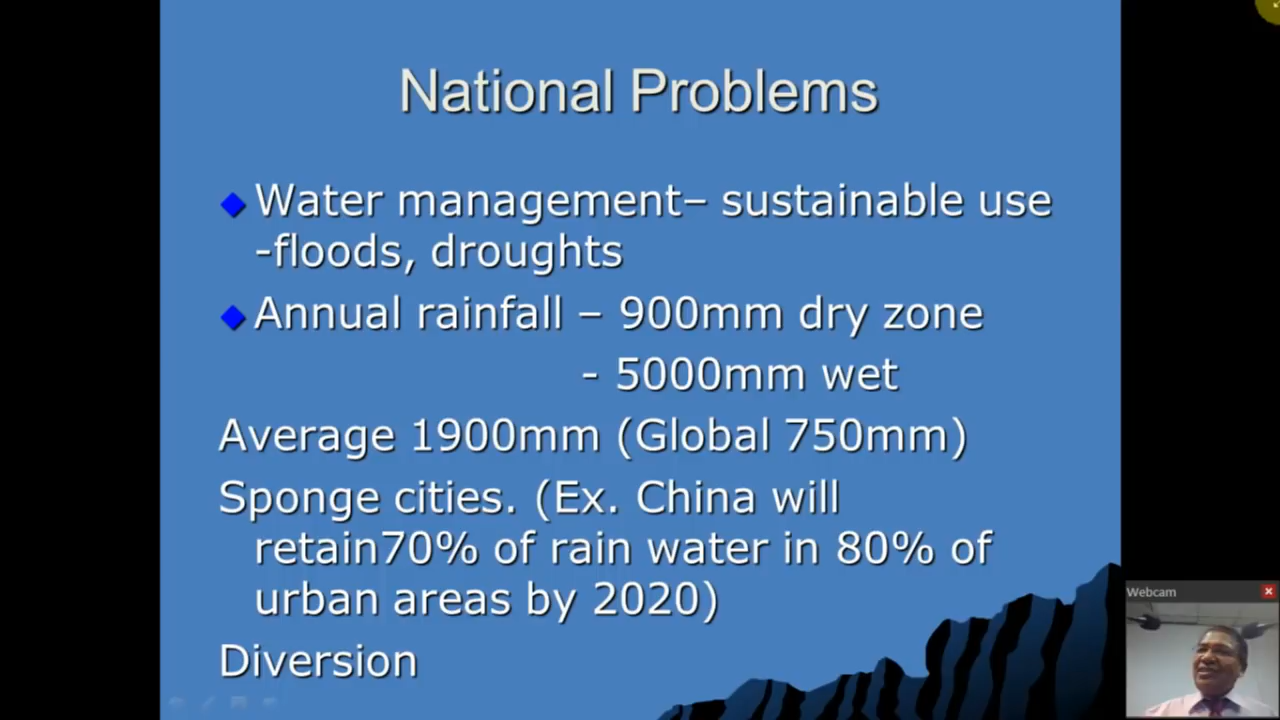 National Problems
Water management– sustainable use
-floods, droughts
Annual rainfall – 900mm dry zone
- 5000mm wet
Average 1900mm (Global 750mm)
Sponge cities. (Ex. China will
retain70% of rain water in 80% of
urban areas by 2020)
Diversion
Webcam